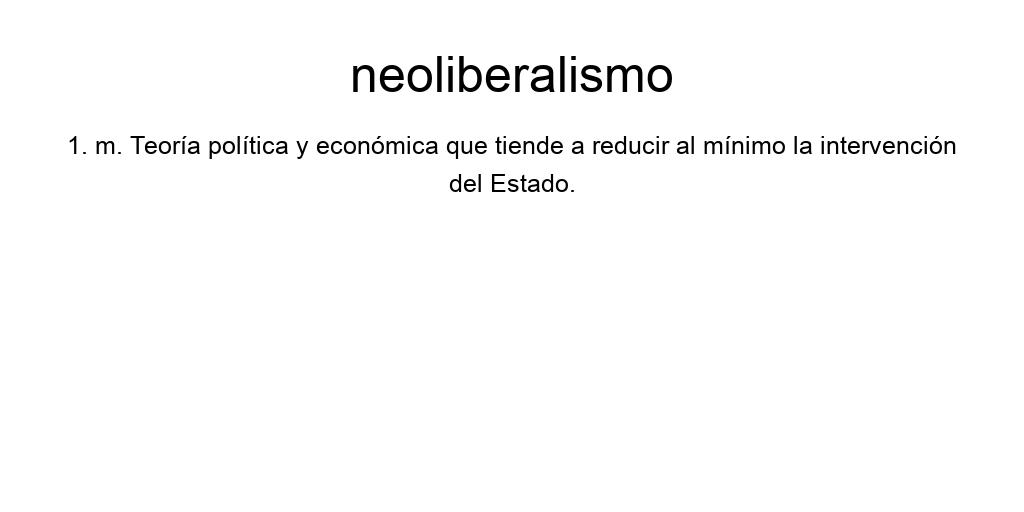 neoliberalismo
1. m. Teoría política y económica que tiende a reducir al mínimo la intervención
del Estado.